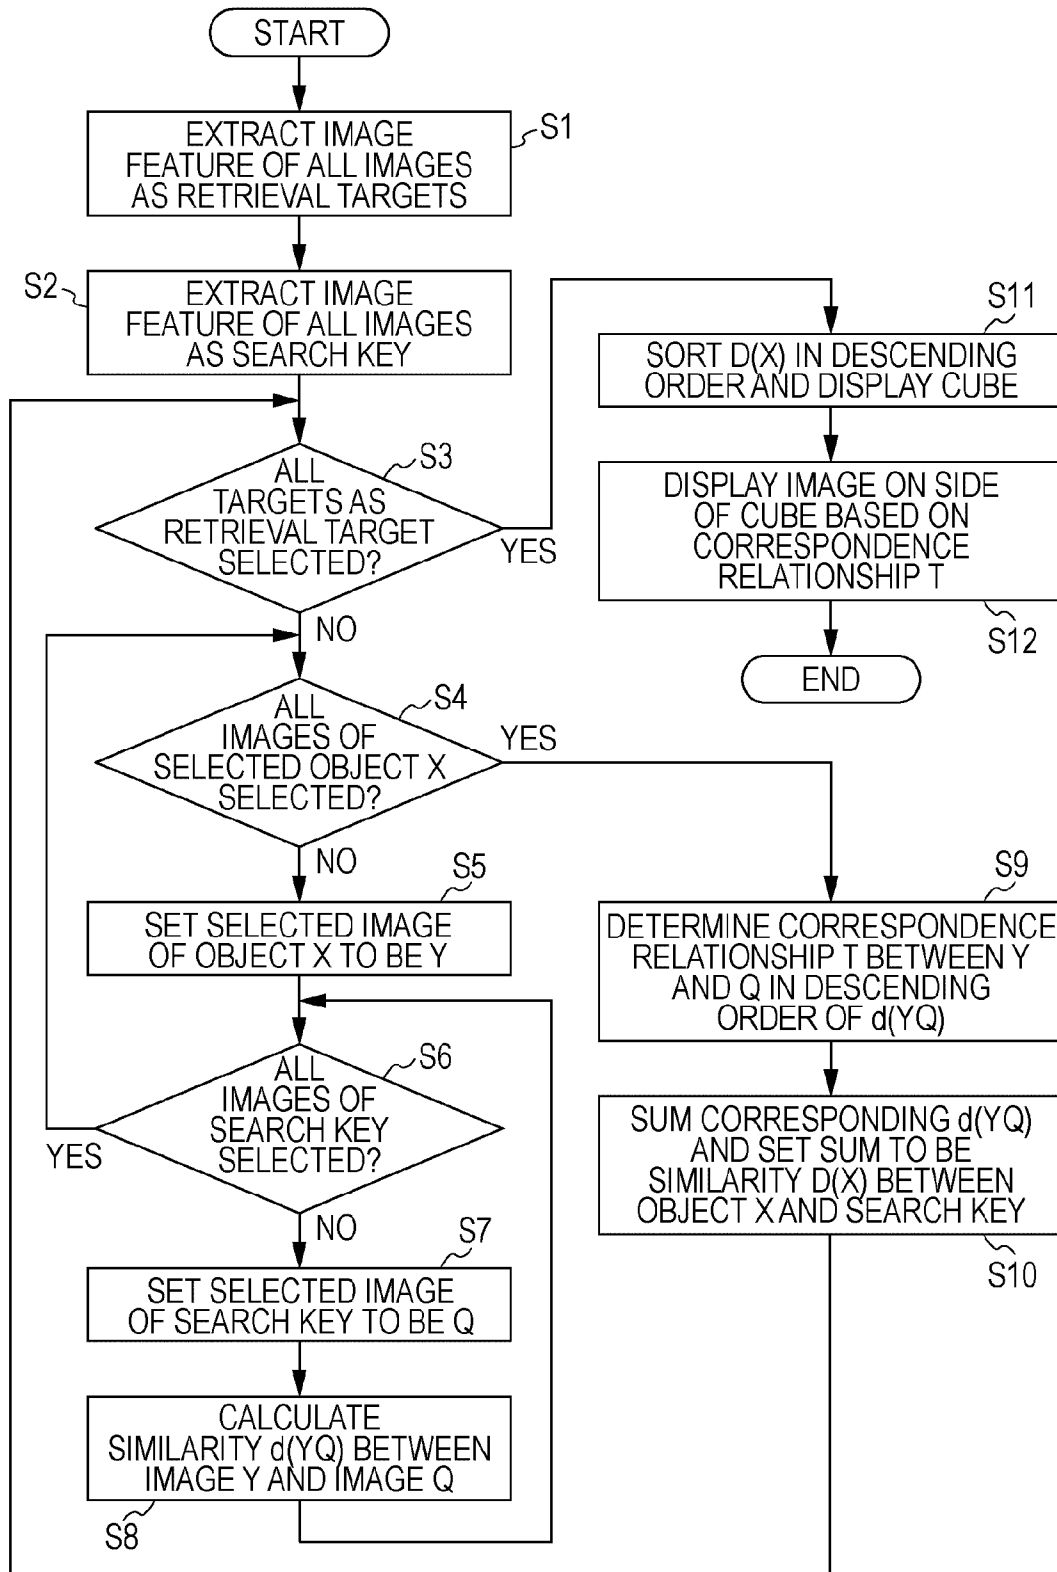 START
EXTRACT IMAGE
FEATURE OF ALL IMAGES
AS RETRIEVAL TARGETS
S1
EXTRACT IMAGE
FEATURE OF ALL IMAGES
AS SEARCH KEY
S2
ALL
TARGETS AS
RETRIEVAL TARGET
SELECTED?
S3
YES
NO
ALL
IMAGES OF
SELECTED OBJECT X
SELECTED?
S4
YES
NO
SET SELECTED IMAGE
OF OBJECT X TO BE Y
S5
ALL
IMAGES OF
SEARCH KEY
SELECTED?
S6
YES
NO
SET SELECTED IMAGE
OF SEARCH KEY TO BE Q
S7
CALCULATE
SIMILARITY d(YQ) BETWEEN
IMAGE Y AND IMAGE Q
S8
SORT D(X) IN DESCENDING
ORDER AND DISPLAY CUBE
S11
DISPLAY IMAGE ON SIDE
OF CUBE BASED ON
CORRESPONDENCE
RELATIONSHIP T
S12
END
DETERMINE CORRESPONDENCE
RELATIONSHIP T BETWEEN Y
AND Q IN DESCENDING
ORDER OF d(YQ)
S9
SUM CORRESPONDING d(YQ)
AND SET SUM TO BE
SIMILARITY D(X) BETWEEN
OBJECT X AND SEARCH KEY
S10